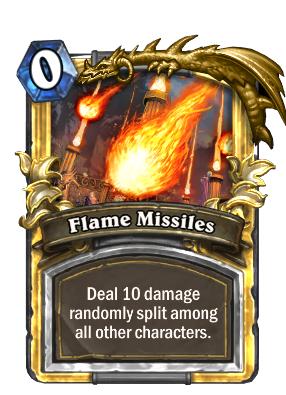 0
Flame Missiles
Deal 10 damage
randomly split among
all other characters.